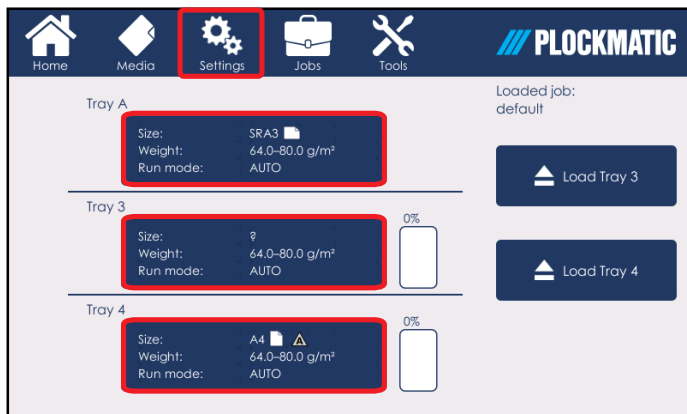 Home Media Settings Jobs Tools PLOCKMATIC
Loaded job:
default
Tray A
Size: SRA3
Weight: 64.0–80.0 g/m²
Run mode: AUTO
Load Tray 3
Tray 3
0%
Size: ?
Weight: 64.0–80.0 g/m²
Run mode: AUTO
Load Tray 4
Tray 4
0%
Size: A4
Weight: 64.0–80.0 g/m²
Run mode: AUTO